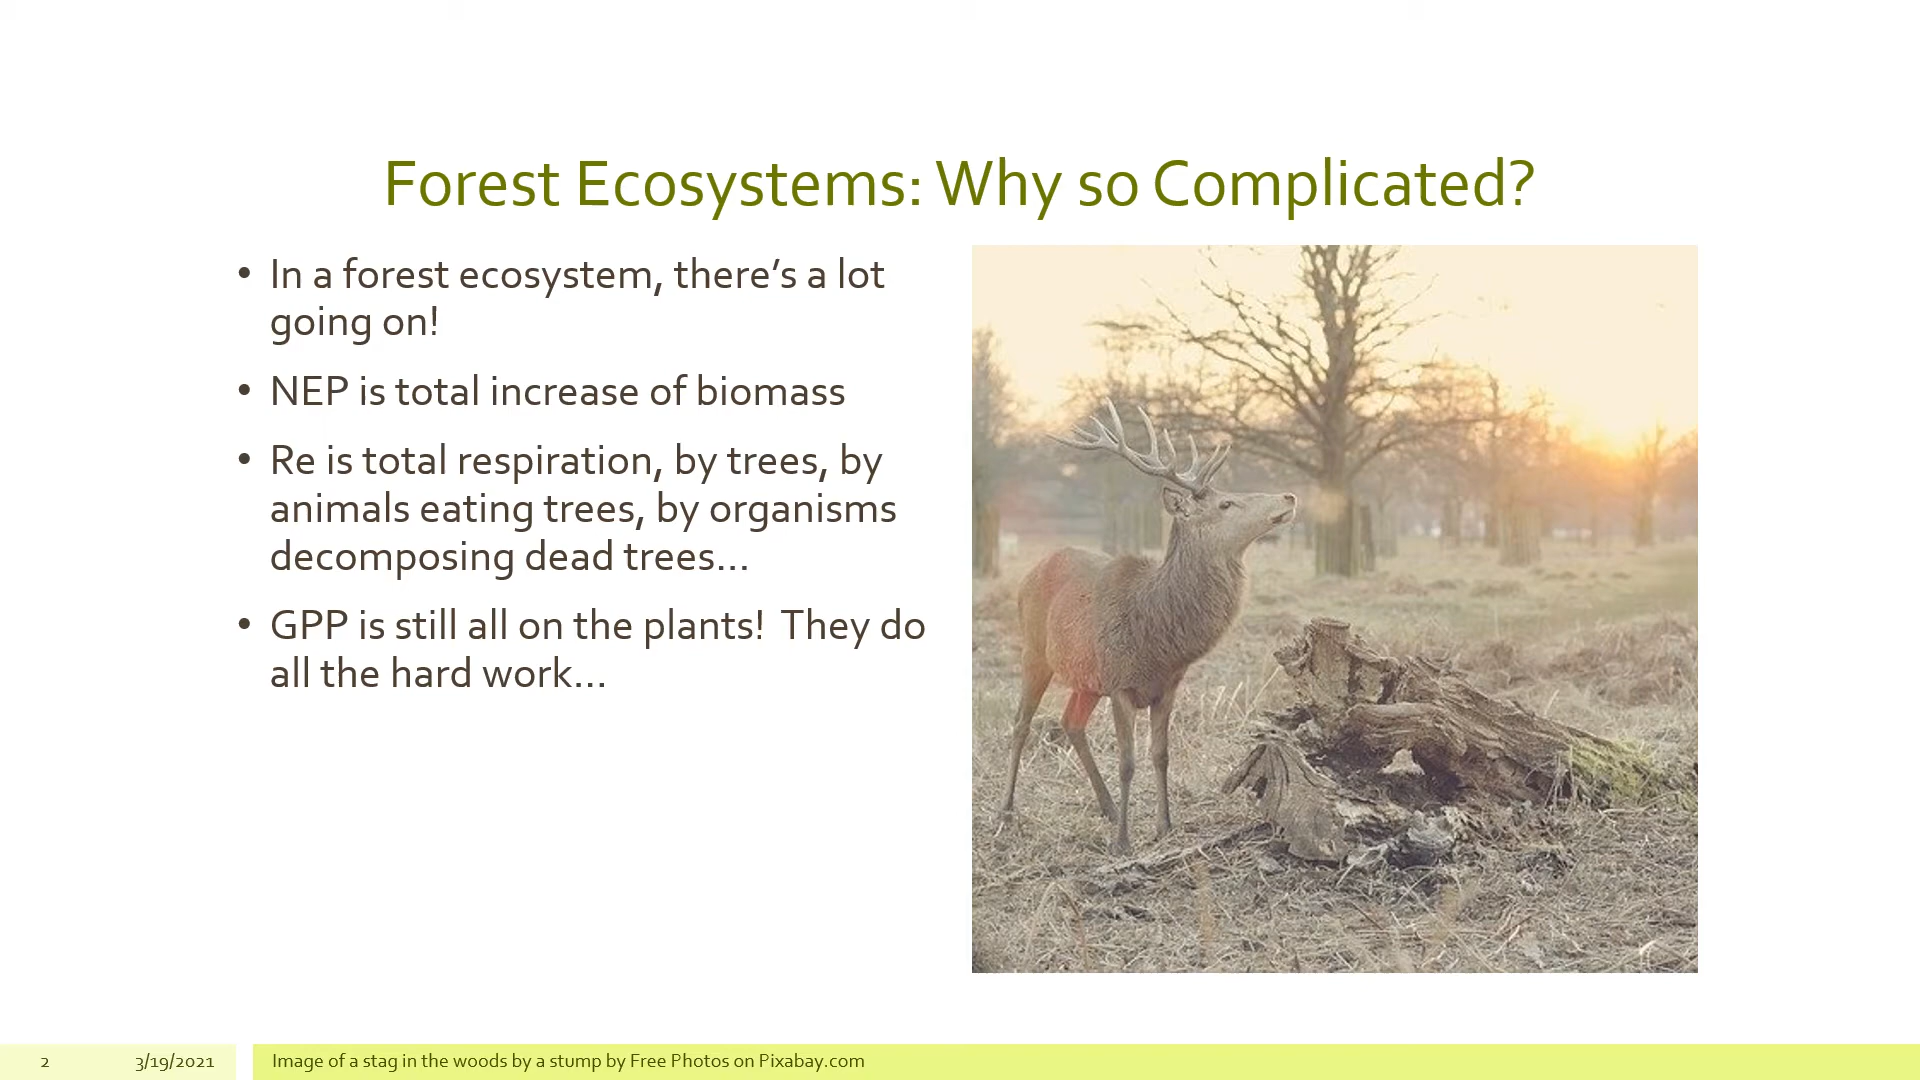 Forest Ecosystems: Why so Complicated?
• In a forest ecosystem, there’s a lot
going on!
• NEP is total increase of biomass
• Re is total respiration, by trees, by
animals eating trees, by organisms
decomposing dead trees…
• GPP is still all on the plants!  They do
all the hard work…
2 3/19/2021 Image of a stag in the woods by a stump by Free Photos on Pixabay.com